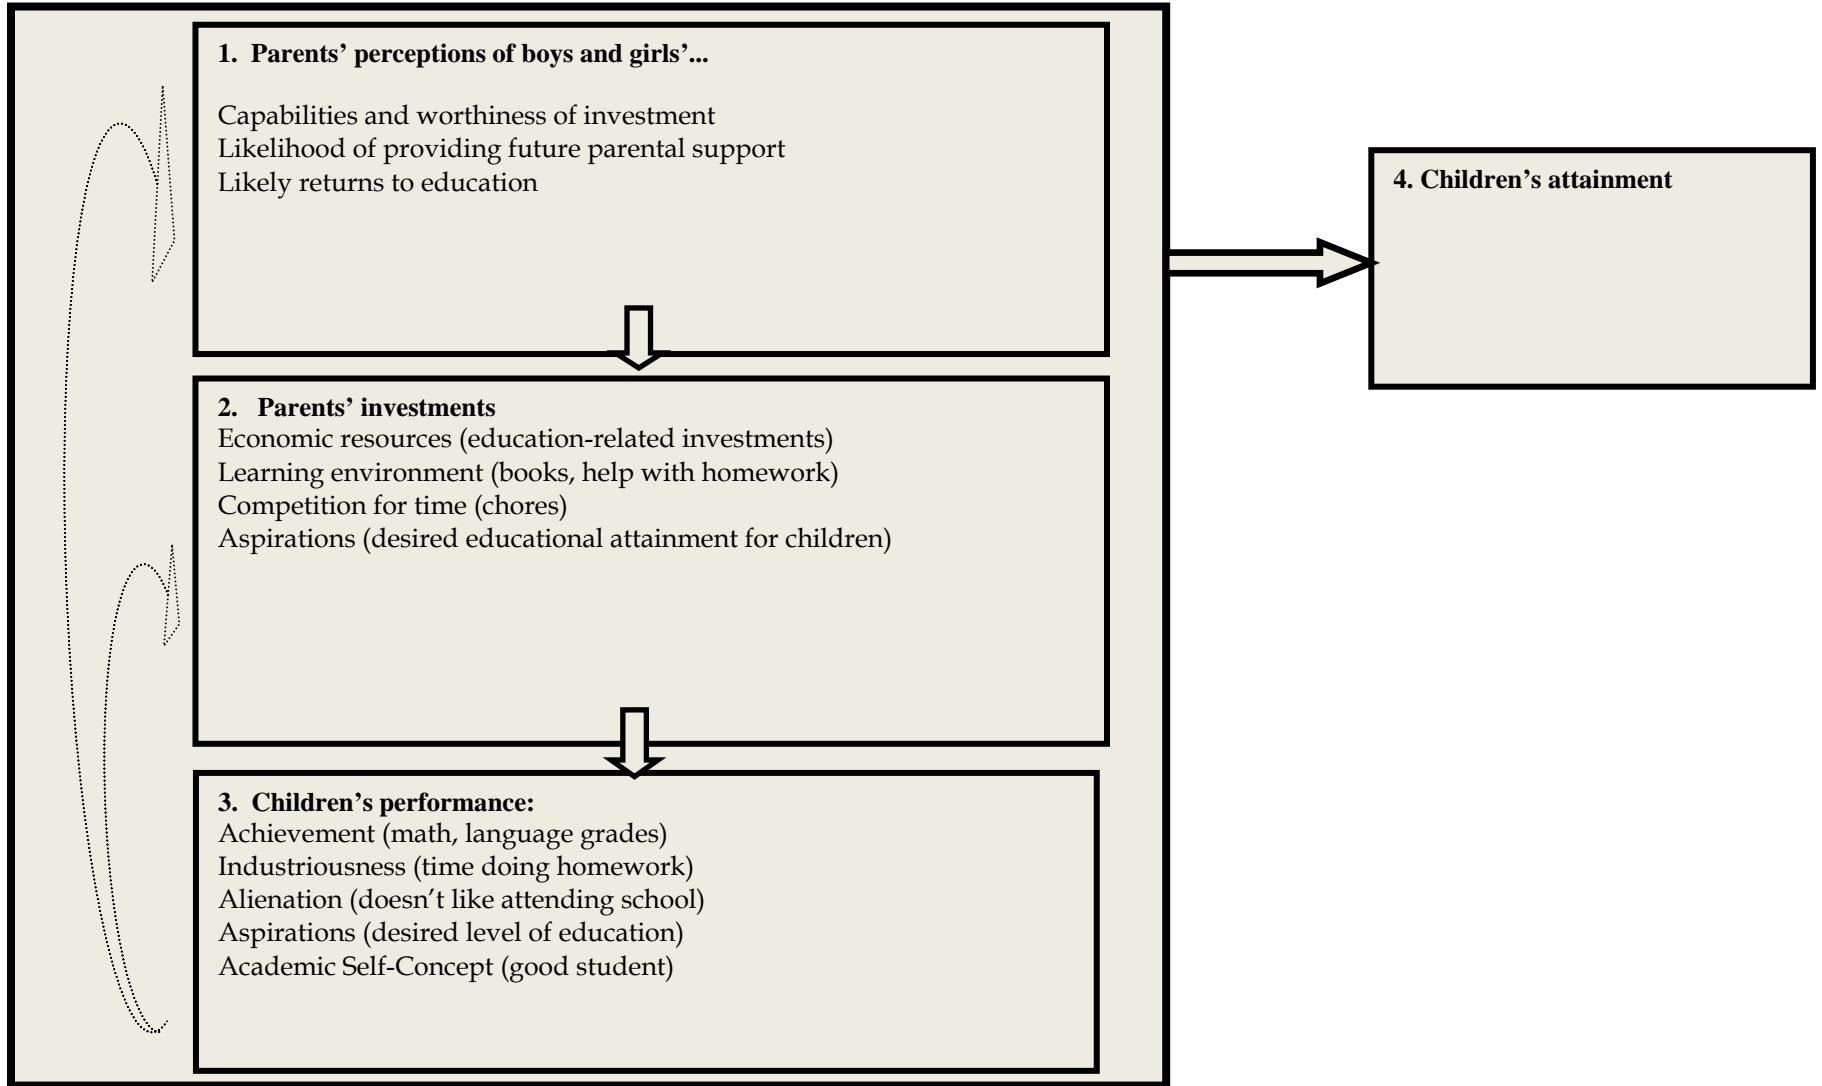 1. Parents’ perceptions of boys and girls’...
Capabilities and worthiness of investment
Likelihood of providing future parental support
Likely returns to education
4. Children’s attainment
2. Parents’ investments
Economic resources (education-related investments)
Learning environment (books, help with homework)
Competition for time (chores)
Aspirations (desired educational attainment for children)
3. Children’s performance:
Achievement (math, language grades)
Industriousness (time doing homework)
Alienation (doesn’t like attending school)
Aspirations (desired level of education)
Academic Self-Concept (good student)